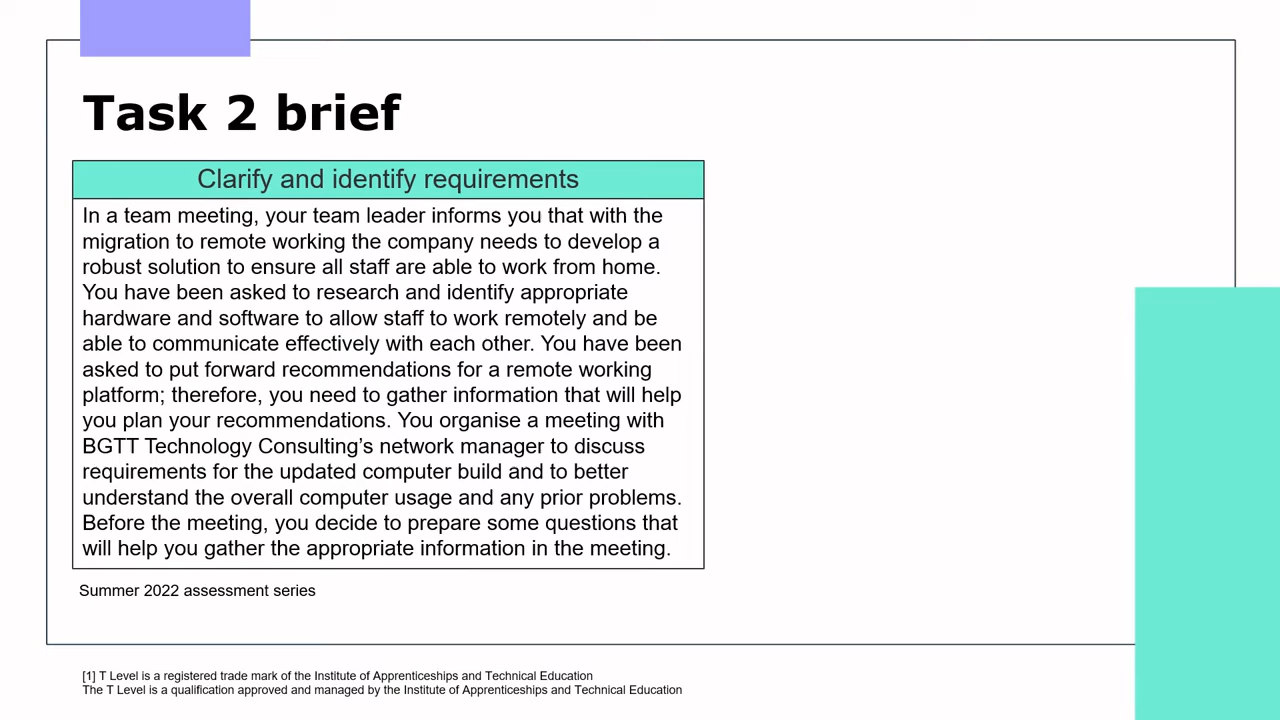 Task 2 brief
Clarify and identify requirements
In a team meeting, your team leader informs you that with the
migration to remote working the company needs to develop a
robust solution to ensure all staff are able to work from home.
You have been asked to research and identify appropriate
hardware and software to allow staff to work remotely and be
able to communicate effectively with each other. You have been
asked to put forward recommendations for a remote working
platform; therefore, you need to gather information that will help
you plan your recommendations. You organise a meeting with
BGTT Technology Consulting’s network manager to discuss
requirements for the updated computer build and to better
understand the overall computer usage and any prior problems.
Before the meeting, you decide to prepare some questions that
will help you gather the appropriate information in the meeting.
Summer 2022 assessment series
[1] T Level is a registered trade mark of the Institute of Apprenticeships and Technical Education
The T Level is a qualification approved and managed by the Institute of Apprenticeships and Technical Education